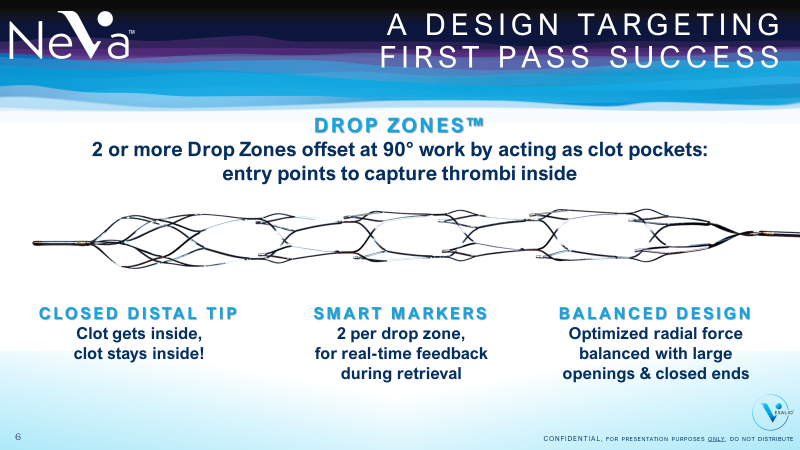 NeVa™
A DESIGN TARGETING
FIRST PASS SUCCESS
DROP ZONES™
2 or more Drop Zones offset at 90° work by acting as clot pockets:
entry points to capture thrombi inside
CLOSED DISTAL TIP
Clot gets inside,
clot stays inside!
SMART MARKERS
2 per drop zone,
for real-time feedback
during retrieval
BALANCED DESIGN
Optimized radial force
balanced with large
openings & closed ends
VESALIO
6
CONFIDENTIAL, FOR PRESENTATION PURPOSES ONLY, DO NOT DISTRIBUTE